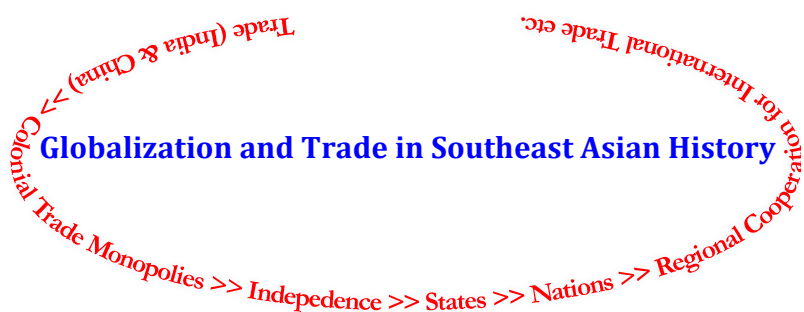 Trade (India & China) >> Colonial Trade Monopolies >> Indepedence >> States >> Nations >> Regional Cooperation for International Trade etc.
Globalization and Trade in Southeast Asian History